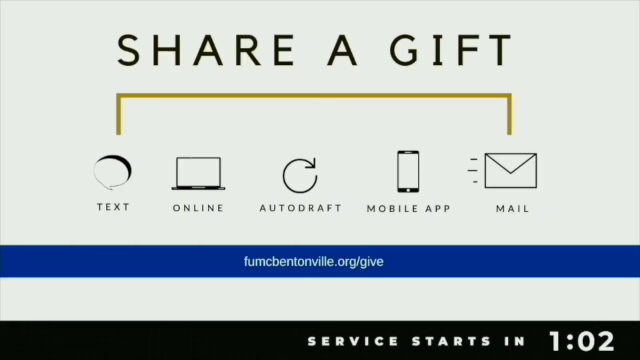 SHARE A GIFT
TEXT ONLINE AUTODRAFT MOBILE APP MAIL
fumcbentonville.org/give
SERVICE STARTS IN 1:02